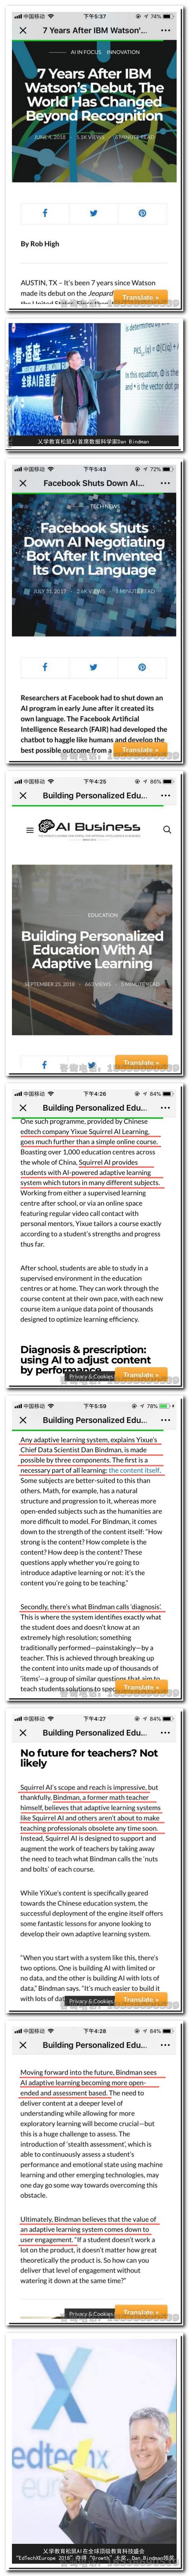 中国移动 下午5:37 74%
7 Years After IBM Watson'...
AI IN FOCUS, INNOVATION
7 Years After IBM
Watson's Debut, The
World Has Changed
Beyond Recognition
JUNE 4, 2018 5.1K VIEWS 6 MINUTE READ
By Rob High
AUSTIN, TX – It's been 7 years since Watson
made its debut on the Jeopard
Translate »
乂学教育松鼠AI首席数据科学家Dan Bindman
中国移动 下午5:43 72%
Facebook Shuts Down AI...
TECH NEWS
Facebook Shuts
Down AI Negotiating
Bot After It Invented
Its Own Language
JULY 31, 2017 2.6K VIEWS 3 MINUTE READ
Researchers at Facebook had to shut down an
AI program in early June after it created its
own language. The Facebook Artificial
Intelligence Research (FAIR) had developed the
chatbot to haggle like humans and develop the
best possible outcome from a
Translate »
中国移动 下午4:25 86%
Building Personalized Edu...
AI Business
EDUCATION
Building Personalized
Education With AI
Adaptive Learning
SEPTEMBER 25, 2018 663 VIEWS 5 MINUTE READ
Translate »
中国移动 下午4:26 84%
Building Personalized Edu...
One such programme, provided by Chinese
edtech company Yixue Squirrel AI Learning,
goes much further than a simple online course.
Boasting over 1,000 education centres across
the whole of China, Squirrel AI provides
students with AI-powered adaptive learning
system which tutors in many different subjects.
Working from either a supervised learning
centre after school, or via an online space
featuring regular video call contact with
personal mentors, Yixue tailors a course exactly
according to a student's strengths and progress
thus far.
After school, students are able to study in a
supervised environment in the education
centres or at home. They can work through the
course content at their own pace, with each new
course item a unique data point of thousands
designed to optimize learning efficiency.
Diagnosis & prescription:
using AI to adjust content
by performance
Privacy & Cookies
Translate »
中国移动 下午5:59 78%
Building Personalized Edu...
Any adaptive learning system, explains Yixue's
Chief Data Scientist Dan Bindman, is made
possible by three components. The first is a
necessary part of all learning: the content itself.
Some subjects are better-suited to this than
others. Math, for example, has a natural
structure and progression to it, whereas more
open-ended subjects such as the humanities are
more difficult to model. For Bindman, it comes
down to the strength of the content itself: "How
strong is the content? How complete is the
content? How deep is the content? These
questions apply whether you're going to
introduce adaptive learning or not: it's the
content you're going to be teaching."
Secondly, there's what Bindman calls 'diagnosis'.
This is where the system identifies exactly what
the student does and doesn't know at an
extremely high resolution; something
traditionally performed—painstakingly—by a
teacher. This is achieved through breaking up
the content into units made up of individual
'items'—a group of similar questions that aim to
teach students solutions to spec
Translate »
中国移动 下午4:27 84%
Building Personalized Edu...
No future for teachers? Not
likely
Squirrel AI's scope and reach is impressive, but
thankfully, Bindman, a former math teacher
himself, believes that adaptive learning systems
like Squirrel AI and others aren't about to make
teaching professionals obsolete any time soon.
Instead, Squirrel AI is designed to support and
augment the work of teachers by taking away
the need to teach what Bindman calls the 'nuts
and bolts' of each course.
While YiXue's content is specifically geared
towards the Chinese education system, the
successful deployment of the engine itself offers
some fantastic lessons for anyone looking to
develop their own adaptive learning system.
"When you start with a system like this, there's
two options. One is building AI with limited or
no data, and the other is building AI with lots of
data," Bindman says. "It's much easier to build it
with lots of da
Privacy & Cookies
Translate »
中国移动 下午4:28 84%
Building Personalized Edu...
Moving forward into the future, Bindman sees
AI adaptive learning becoming more open-
ended and assessment based. The need to
deliver content at a deeper level of
understanding while allowing for more
exploratory learning will become crucial—but
this is a huge challenge to assess. The
introduction of 'stealth assessment', which is
able to continuously assess a student's
performance and emotional state using machine
learning and other emerging technologies, may
one day go some way towards overcoming this
obstacle.
Ultimately, Bindman believes that the value of
an adaptive learning system comes down to
user engagement. "If a student doesn't work a
lot on the product, it doesn't matter how great
theoretically the product is. So how can you
deliver that level of engagement without
watering it down at the same time?"
Privacy & Cookies
Translate »
edtech
乂学教育松鼠AI在全球顶级教育科技盛会
"EdTechXEurope 2018"夺得"Growth"大奖，Dan Bindman领奖